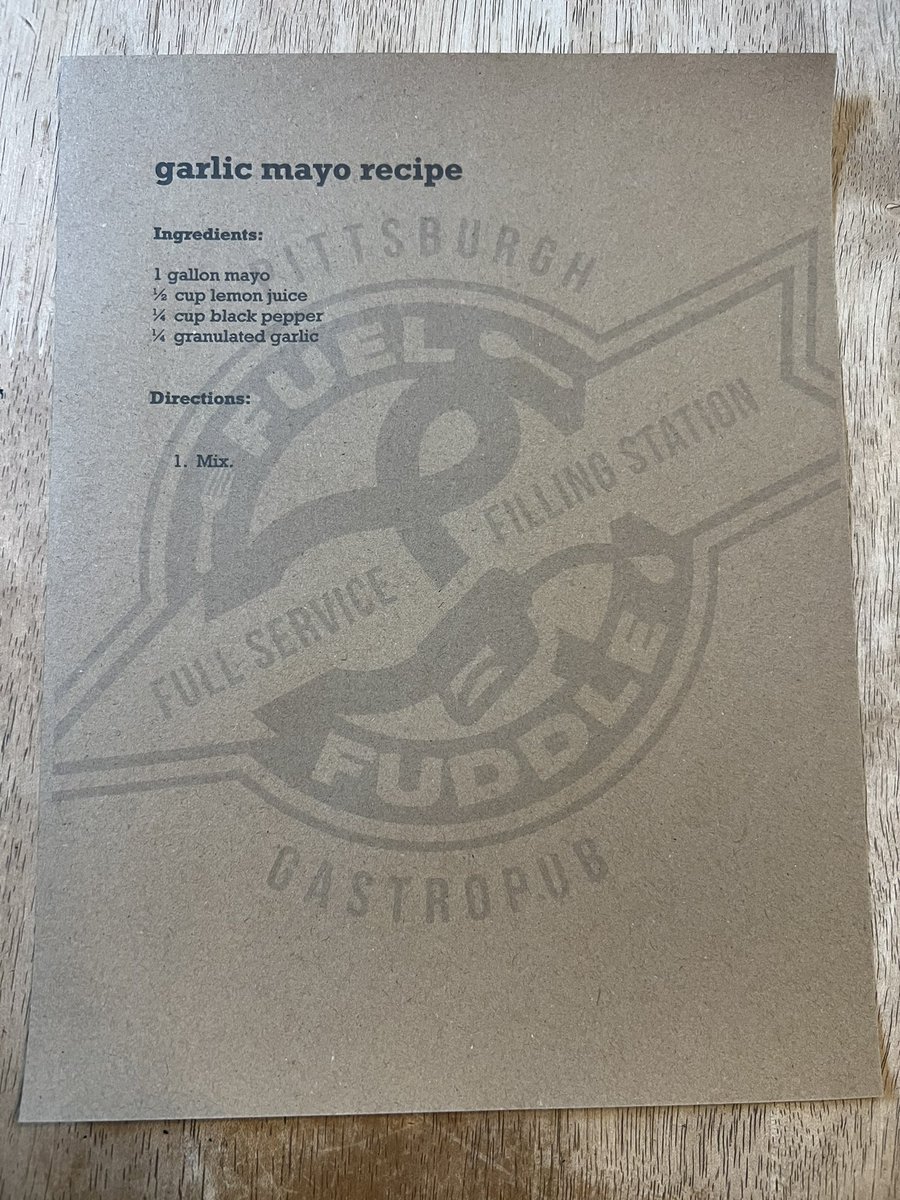 garlic mayo recipe
Ingredients:
PITTSBURGH
1 gallon mayo
½ cup lemon juice
¼ cup black pepper
¼ granulated garlic
FUEL
Directions:
1. Mix.
&
FULL SERVICE FILLING STATION
FUDDLE
GASTROPUB